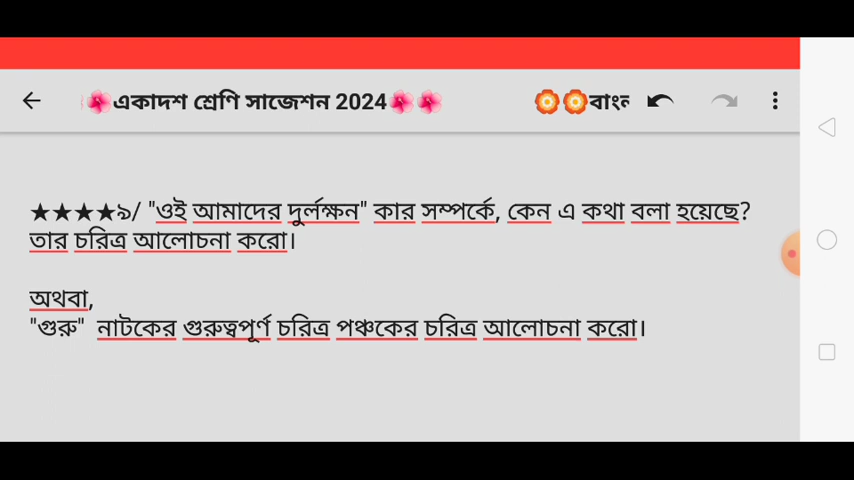 একাদশ শ্রেণি সাজেশন 2024 বাংল
★★★★৯/ "ওই আমাদের দুর্লক্ষন" কার সম্পর্কে, কেন এ কথা বলা হয়েছে?
তার চরিত্র আলোচনা করো।
অথবা,
"গুরু" নাটকের গুরুত্বপূর্ণ চরিত্র পঞ্চকের চরিত্র আলোচনা করো।